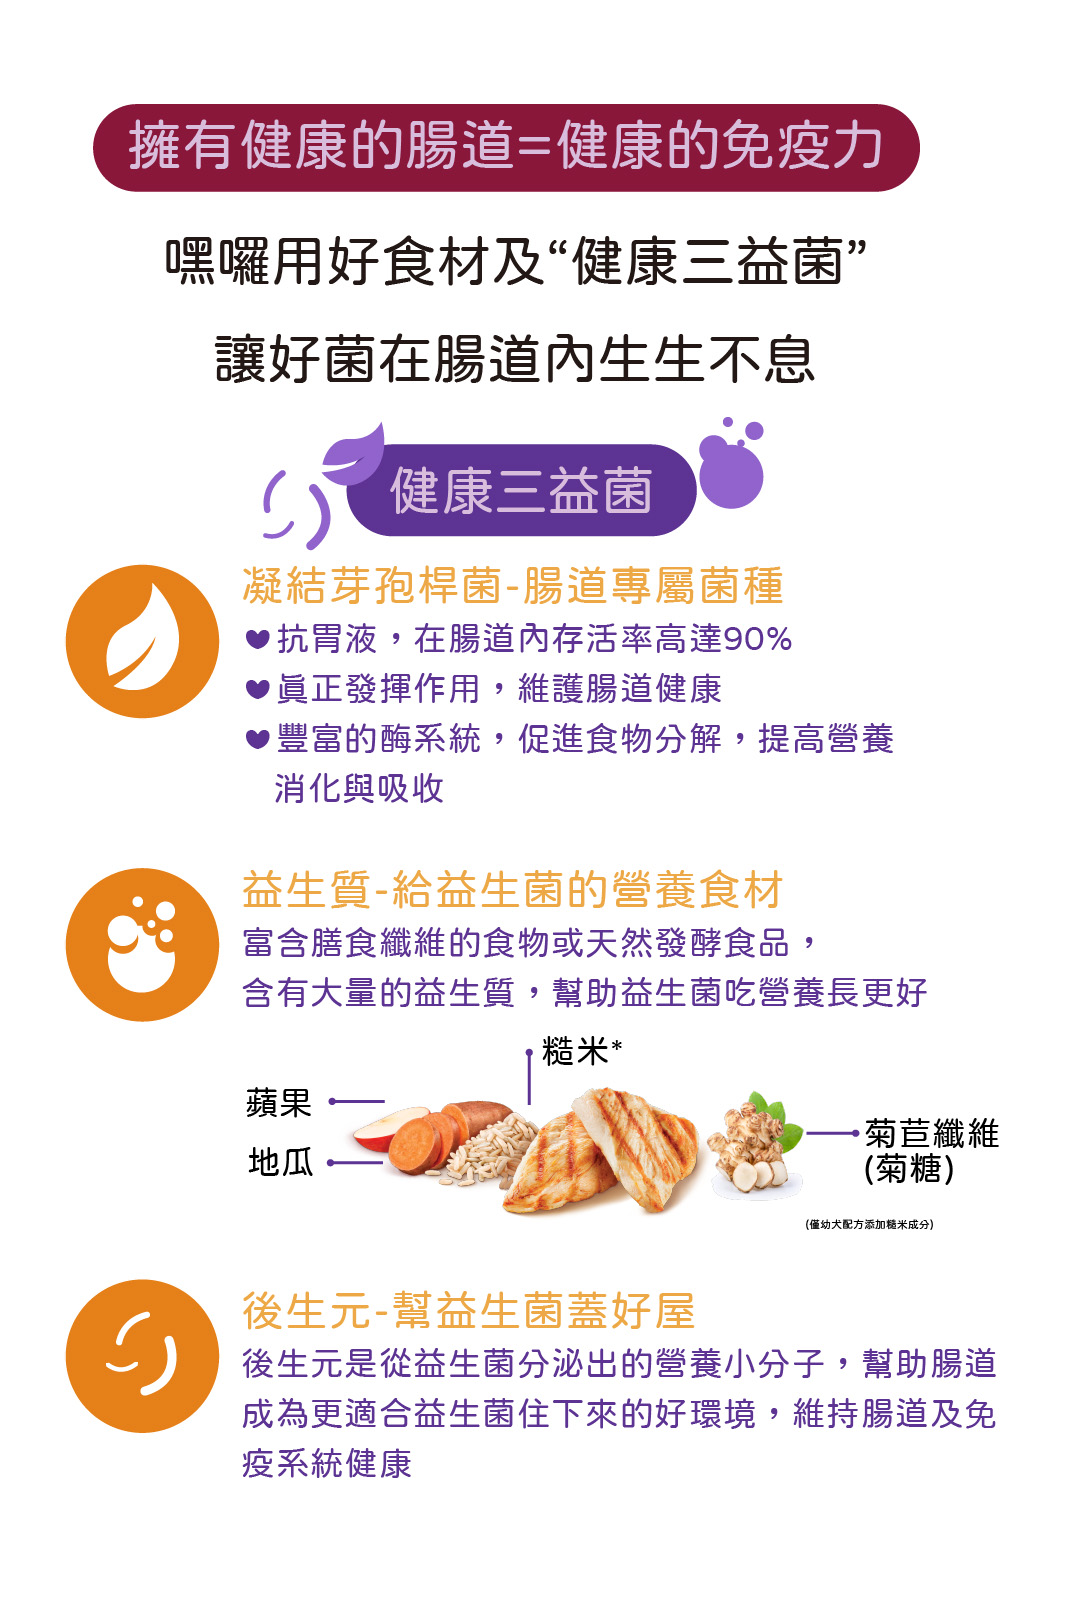 擁有健康的腸道=健康的免疫力
嘿囉用好食材及“健康三益菌”
讓好菌在腸道內生生不息
健康三益菌
凝結芽孢桿菌-腸道專屬菌種
抗胃液，在腸道內存活率高達90%
真正發揮作用，維護腸道健康
豐富的酶系統，促進食物分解，提高營養
消化與吸收
益生質-給益生菌的營養食材
富含膳食纖維的食物或天然發酵食品，
含有大量的益生質，幫助益生菌吃營養長更好
糙米*
蘋果
地瓜
菊苣纖維
(菊糖)
(僅幼犬配方添加糙米成分)
後生元-幫益生菌蓋好屋
後生元是從益生菌分泌出的營養小分子，幫助腸道
成為更適合益生菌住下來的好環境，維持腸道及免
疫系統健康